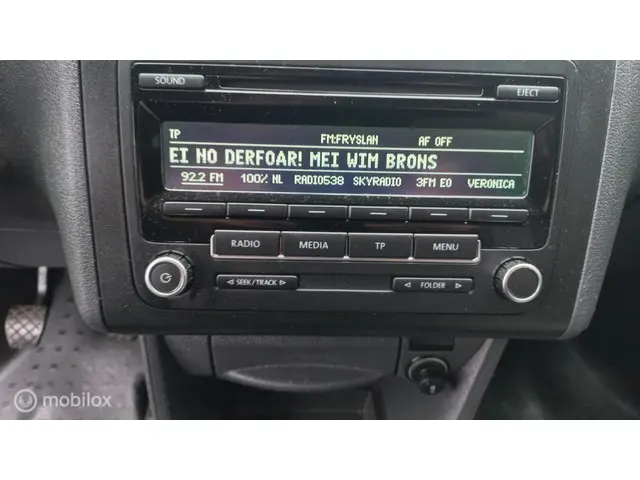 SOUND
EJECT
TP FM:FRYSLAN AF OFF
EI NO DERFOAR! MEI WIM BRONS
92.2 FM 100% NL RADIO538 SKYRADIO 3FM EO VERONICA
RADIO MEDIA TP MENU
SEEK/TRACK FOLDER
mobilox